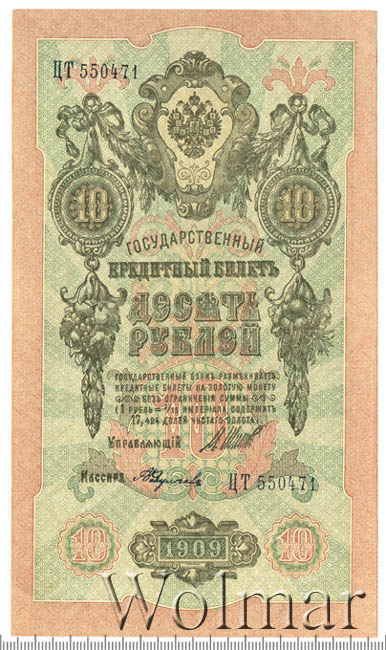 ЦТ 550471
10 10
ГОСУДАРСТВЕННЫЙ
КРЕДИТНЫЙ БИЛЕТЪ
ДЕСЯТЬ
РУБЛЕЙ
ГОСУДАРСТВЕННЫЙ БАНКЪ РАЗМѢНИВАЕТЪ
КРЕДИТНЫЕ БИЛЕТЫ НА ЗОЛОТУЮ МОНЕТУ
БЕЗЪ ОГРАНИЧЕНІЯ СУММЫ
(1 РУБЛЬ = 1/15 ИМПЕРІАЛА, СОДЕРЖИТЪ
17,424 ДОЛЕЙ ЧИСТАГО ЗОЛОТА)
10
Управляющій
Кассиръ
ЦТ 550471
10 1909 10
Wolmar